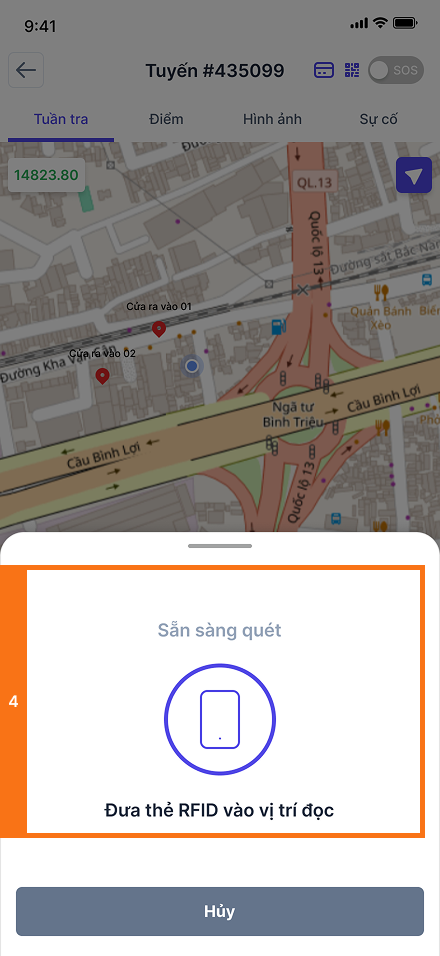 9:41
Tuyến #435099
SOS
Tuần tra
Điểm
Hình ảnh
Sự cố
14823.80
QL.13
Quốc lộ 13
Đường sắt Bắc Na
Cửa ra vào 01
Quán Bánh
Xèo
Cửa ra vào 02
Đường Kha Vạn Cân
Ngã tư
Bình Triệu
Cầu Bình Lợi
Cầu Bình Lợi
Quốc lộ 13
4
Sẵn sàng quét
Đưa thẻ RFID vào vị trí đọc
Hủy